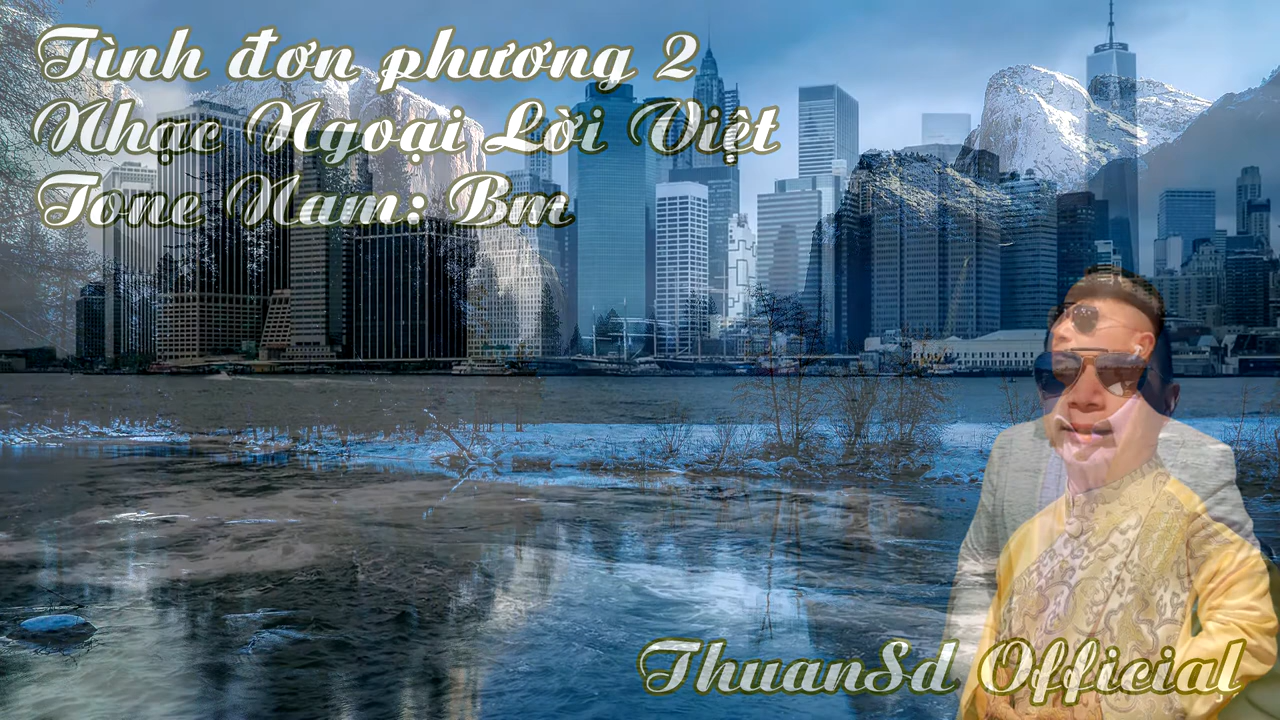 Tình đơn phương 2
Nhạc Ngoại Lời Việt
Tone Nam: Bm
ThuanSd Official